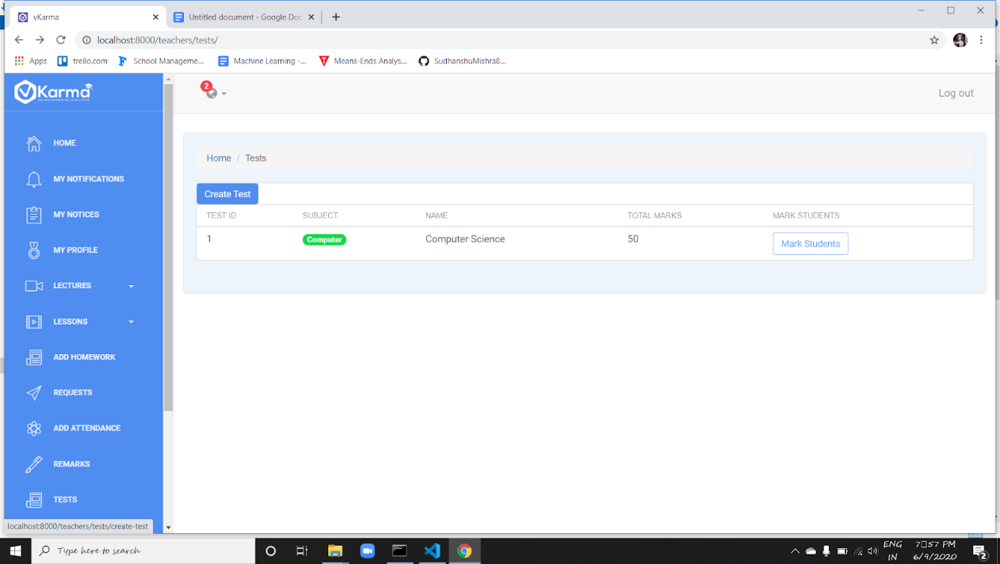 vKarma
Untitled document - Google Doc
localhost:8000/teachers/tests/
Apps
trello.com
School Manageme...
Machine Learning -...
Means-Ends Analys...
SudhanshuMishra8...
VKarma
2
Log out
HOME
MY NOTIFICATIONS
MY NOTICES
MY PROFILE
LECTURES
LESSONS
ADD HOMEWORK
REQUESTS
ADD ATTENDANCE
REMARKS
TESTS
Home / Tests
Create Test
TEST ID SUBJECT NAME TOTAL MARKS MARK STUDENTS
1 Computer Computer Science 50 Mark Students
localhost:8000/teachers/tests/create-test
Type here to search
ENG
IN
7▯57 PM
6/9/2020
2